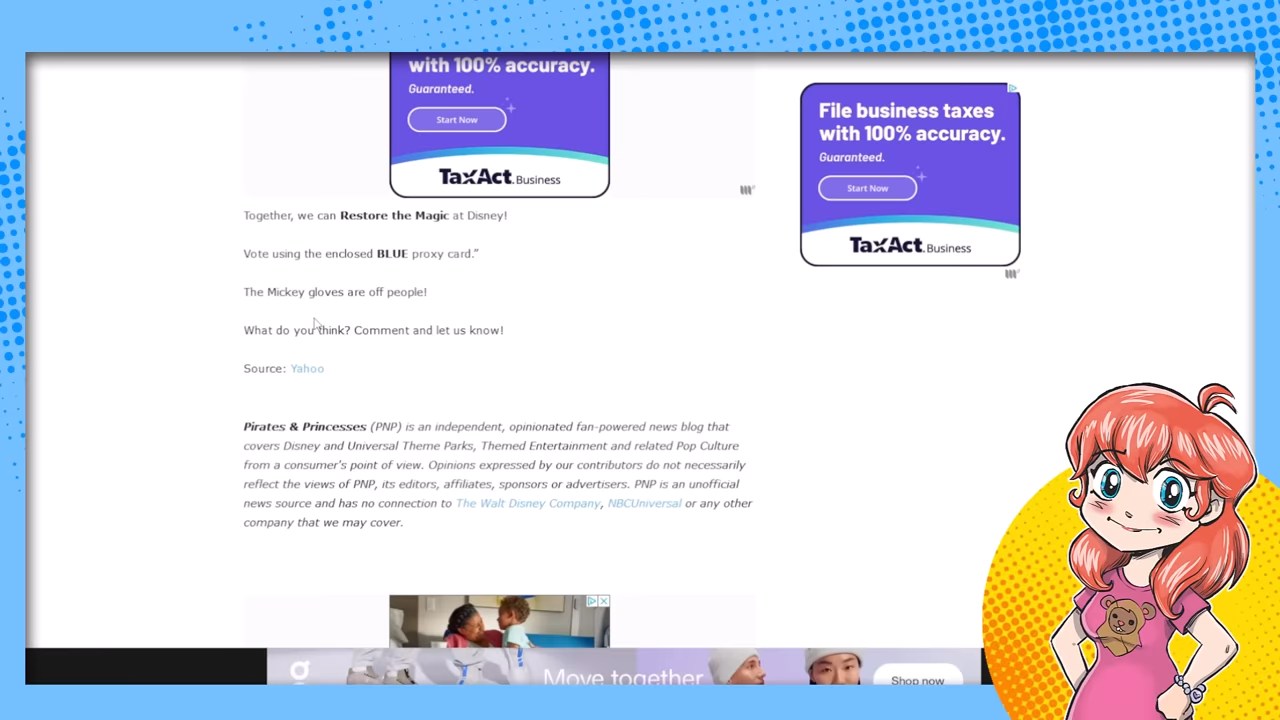 with 100% accuracy.
Guaranteed.
Start Now
TaxAct.Business
File business taxes
with 100% accuracy.
Guaranteed.
Start Now
TaxAct.Business
Together, we can Restore the Magic at Disney!
Vote using the enclosed BLUE proxy card.”
The Mickey gloves are off people!
What do you think? Comment and let us know!
Source: Yahoo
Pirates & Princesses (PNP) is an independent, opinionated fan-powered news blog that
covers Disney and Universal Theme Parks, Themed Entertainment and related Pop Culture
from a consumer's point of view. Opinions expressed by our contributors do not necessarily
reflect the views of PNP, its editors, affiliates, sponsors or advertisers. PNP is an unofficial
news source and has no connection to The Walt Disney Company, NBCUniversal or any other
company that we may cover.
Move together
Shop now